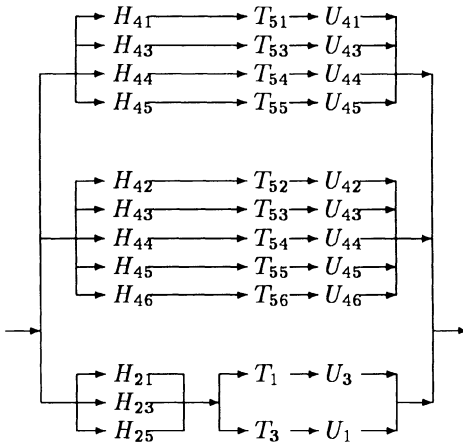 H₄₁ T₅₁ U₄₁
H₄₃ T₅₃ U₄₃
H₄₄ T₅₄ U₄₄
H₄₅ T₅₅ U₄₅
H₄₂ T₅₂ U₄₂
H₄₃ T₅₃ U₄₃
H₄₄ T₅₄ U₄₄
H₄₅ T₅₅ U₄₅
H₄₆ T₅₆ U₄₆
H₂₁ T₁ U₃
H₂₃
H₂₅ T₃ U₁